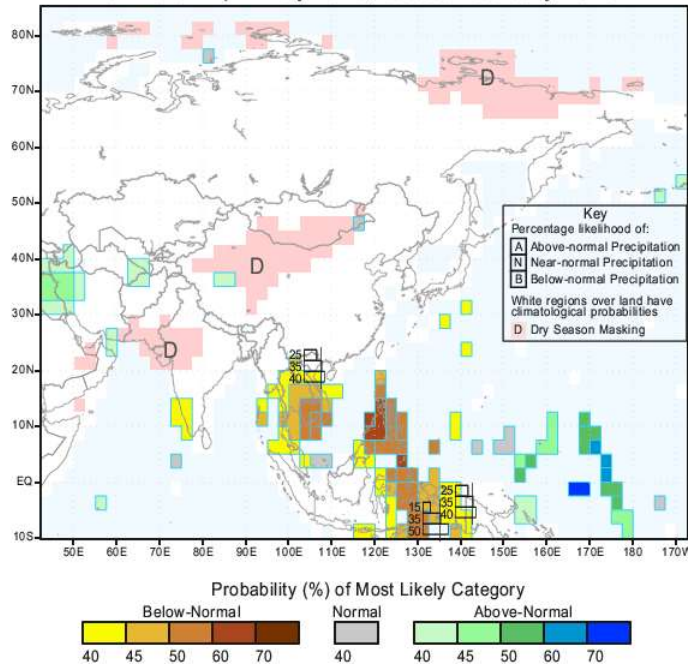 80N
70N
60N
50N
40N
30N
20N
10N
EQ
10S
50E
60E
70E
80E
90E
100E
110E
120E
130E
140E
150E
160E
170E
180
170W
D
D
D
25
35
40
25
35
40
15
35
50
Key
Percentage likelihood of:
A Above-normal Precipitation
N Near-normal Precipitation
B Below-normal Precipitation
White regions over land have
climatological probabilities
D Dry Season Masking
Probability (%) of Most Likely Category
Below-Normal Normal Above-Normal
40 45 50 60 70 40 40 45 50 60 70